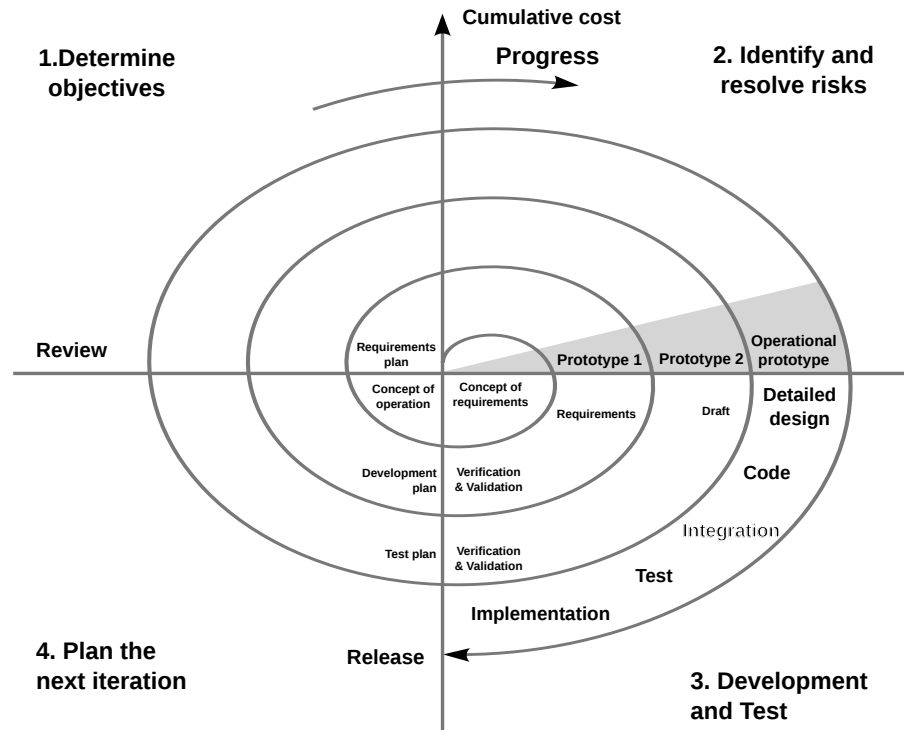 Cumulative cost
Progress
1.Determine
objectives
2. Identify and
resolve risks
Review
Requirements
plan
Prototype 1
Prototype 2
Operational
prototype
Concept of
operation
Concept of
requirements
Requirements
Draft
Detailed
design
Development
plan
Verification
& Validation
Code
Integration
Test plan
Verification
& Validation
Test
Implementation
Release
4. Plan the
next iteration
3. Development
and Test